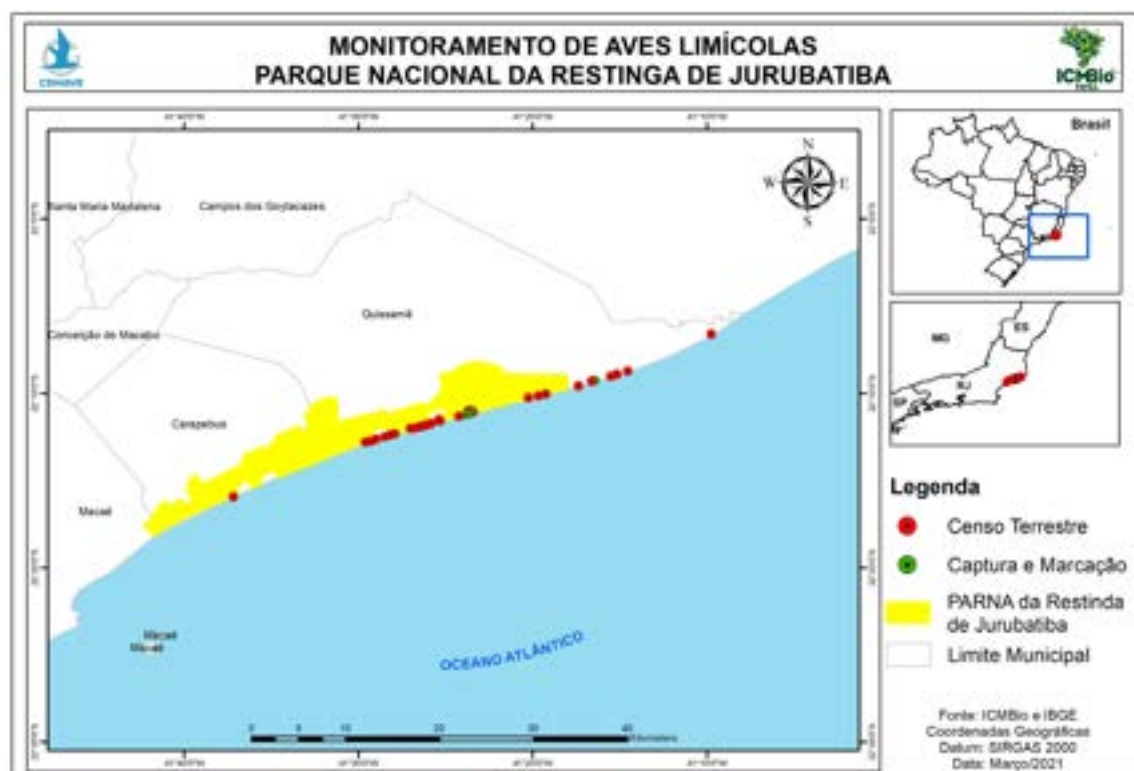 MONITORAMENTO DE AVES LIMÍCOLAS
PARQUE NACIONAL DA RESTINGA DE JURUBATIBA
CEMAVE
ICMBio
N
W
E
S
Santa Maria Madalena
Campos dos Goytacazes
Conceição de Macabu
Quissamã
Carapebus
Macaé
Macaé
Macaé
OCEANO ATLÂNTICO
0
10
20
30
40
Kilometers
Brasil
MG
ES
RJ
SP
Legenda
Censo Terrestre
Captura e Marcação
PARNA da Restinda
de Jurubatiba
Limite Municipal
Fonte: ICMBio e IBGE
Coordenadas Geográficas
Datum: SIRGAS 2000
Data: Março/2021